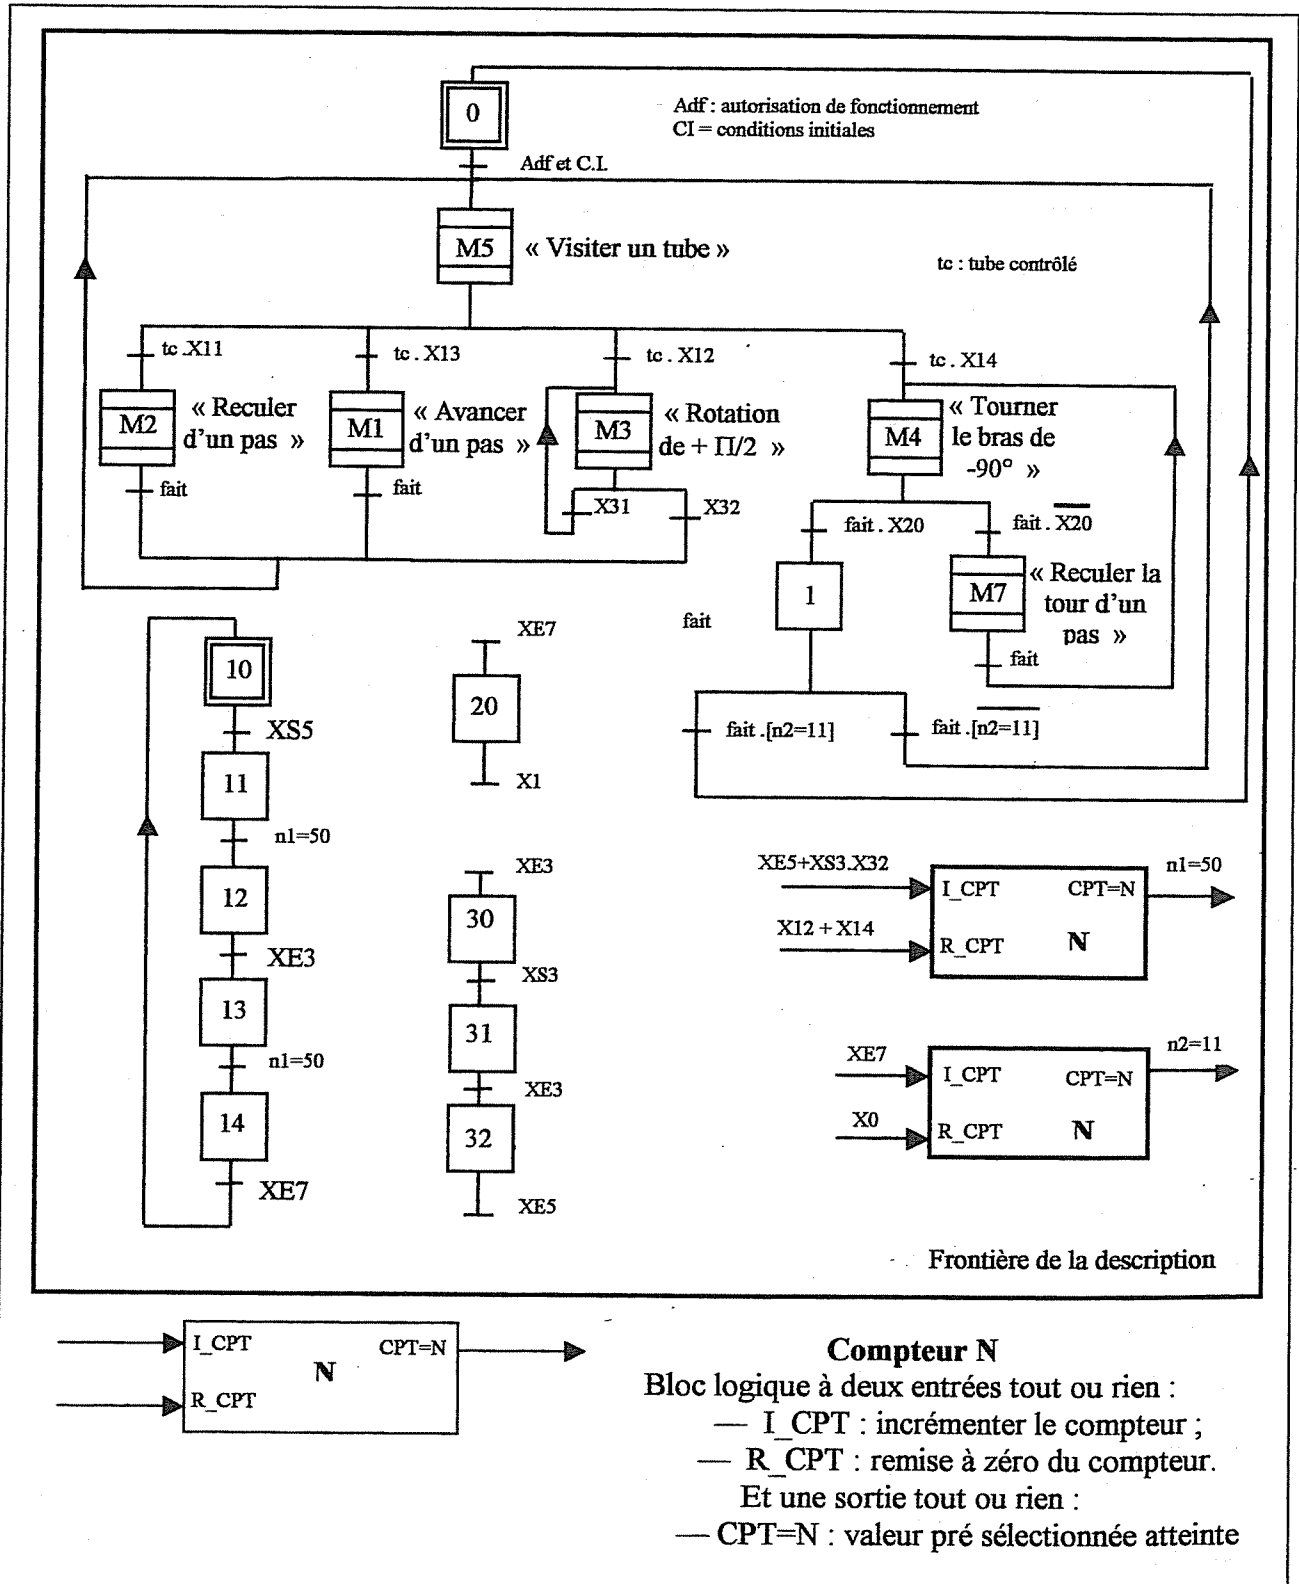 0
Adf : autorisation de fonctionnement
CI = conditions initiales
Adf et C.I.
M5
« Visiter un tube »
tc : tube contrôlé
tc .X11
tc . X13
tc . X12
tc . X14
M2
« Reculer
d'un pas »
M1
« Avancer
d'un pas »
M3
« Rotation
de + Π/2 »
M4
« Tourner
le bras de
-90° »
fait
fait
X31
X32
fait . X20
fait . X̅2̅0̅
1
M7
« Reculer la
tour d'un
pas »
fait
fait
fait .[n2=11]
f̅a̅i̅t̅ ̅.̅[̅n̅2̅=̅1̅1̅]̅
10
XS5
11
n1=50
12
XE3
13
n1=50
14
XE7
XE7
20
X1
XE3
30
XS3
31
XE3
32
XE5
XE5+XS3.X32
I_CPT
CPT=N
n1=50
X12 + X14
R_CPT
N
XE7
I_CPT
CPT=N
n2=11
X0
R_CPT
N
Frontière de la description
I_CPT
CPT=N
N
R_CPT
Compteur N
Bloc logique à deux entrées tout ou rien :
— I_CPT : incrémenter le compteur ;
— R_CPT : remise à zéro du compteur.
Et une sortie tout ou rien :
— CPT=N : valeur pré sélectionnée atteinte